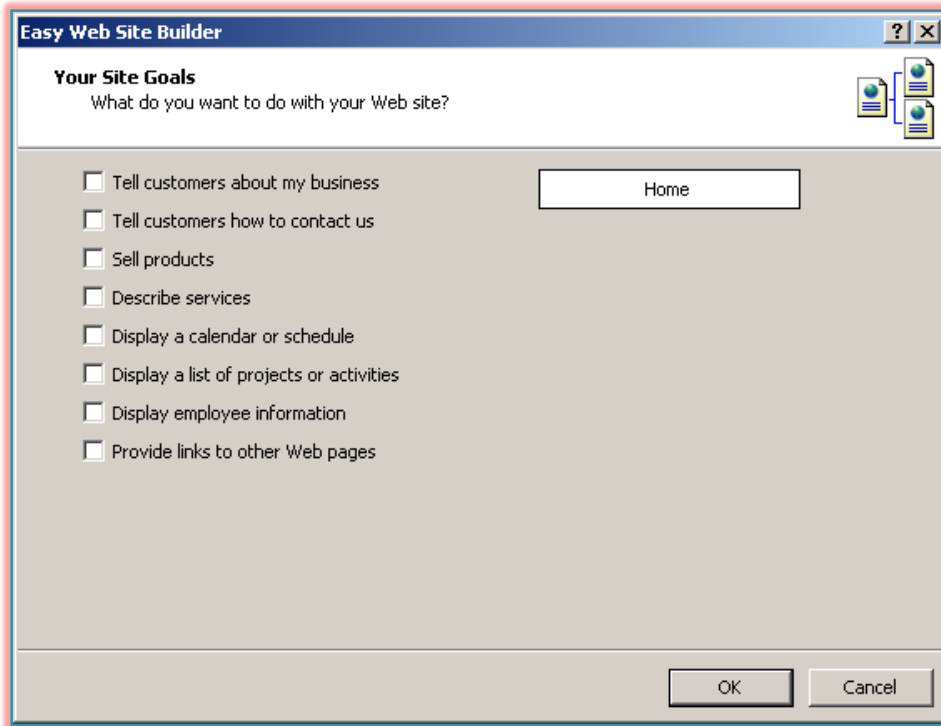 Easy Web Site Builder
Your Site Goals
What do you want to do with your Web site?
Tell customers about my business
Home
Tell customers how to contact us
Sell products
Describe services
Display a calendar or schedule
Display a list of projects or activities
Display employee information
Provide links to other Web pages
OK
Cancel